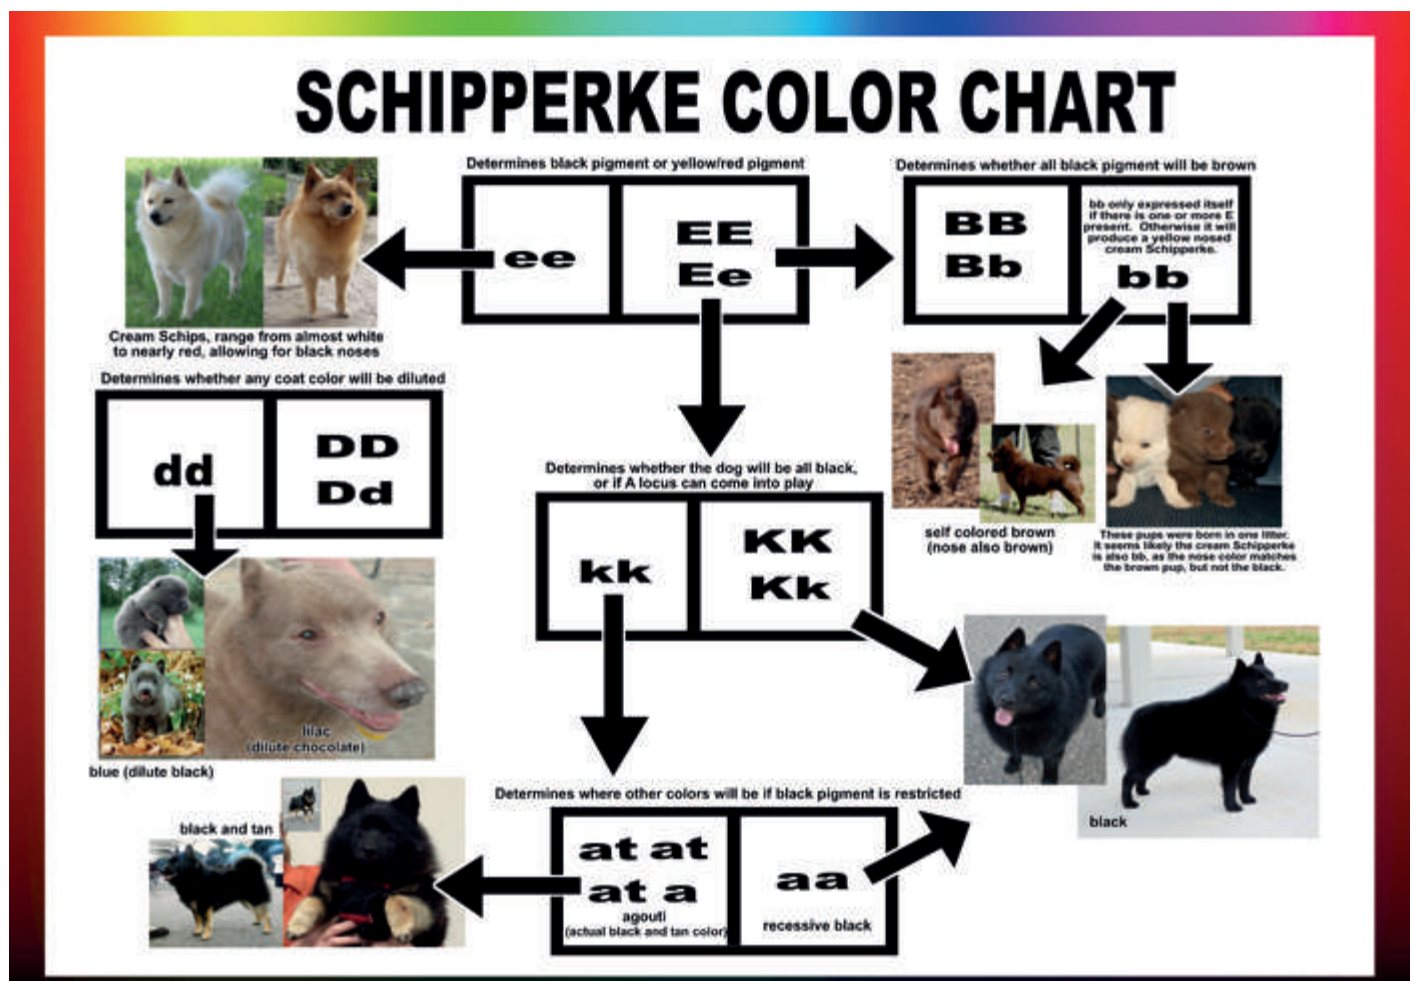 SCHIPPERKE COLOR CHART
Determines black pigment or yellow/red pigment
ee
EE
Ee
Determines whether all black pigment will be brown
BB
Bb
bb only expressed itself
if there is one or more E
present. Otherwise it will
produce a yellow nosed
cream Schipperke.
bb
Cream Schips, range from almost white
to nearly red, allowing for black noses
Determines whether any coat color will be diluted
dd
DD
Dd
self colored brown
(nose also brown)
These pups were born in one litter.
It seems likely the cream Schipperke
is also bb, as the nose color matches
the brown pup, but not the black.
Determines whether the dog will be all black,
or if A locus can come into play
kk
KK
Kk
lilac
(dilute chocolate)
blue (dilute black)
black
Determines where other colors will be if black pigment is restricted
at at
at a
agouti
(actual black and tan color)
aa
recessive black
black and tan